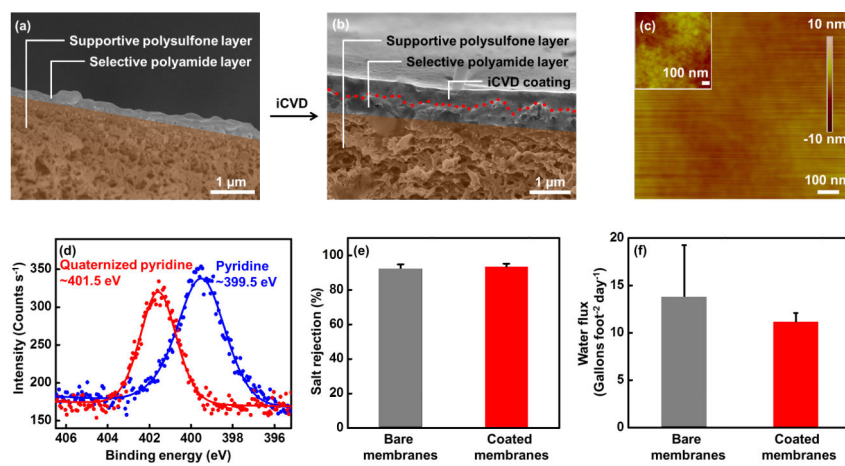 (a)
Supportive polysulfone layer
Selective polyamide layer
1 µm
iCVD
(b)
Supportive polysulfone layer
Selective polyamide layer
iCVD coating
1 µm
(c)
100 nm
10 nm
-10 nm
100 nm
(d)
Quaternized pyridine
~401.5 eV
Pyridine
~399.5 eV
Intensity (Counts s⁻¹)
350
300
250
200
150
406 404 402 400 398 396
Binding energy (eV)
(e)
Salt rejection (%)
100
80
60
40
20
0
Bare
membranes
Coated
membranes
(f)
Water flux
(Gallons foot⁻² day⁻¹)
20
15
10
5
0
Bare
membranes
Coated
membranes